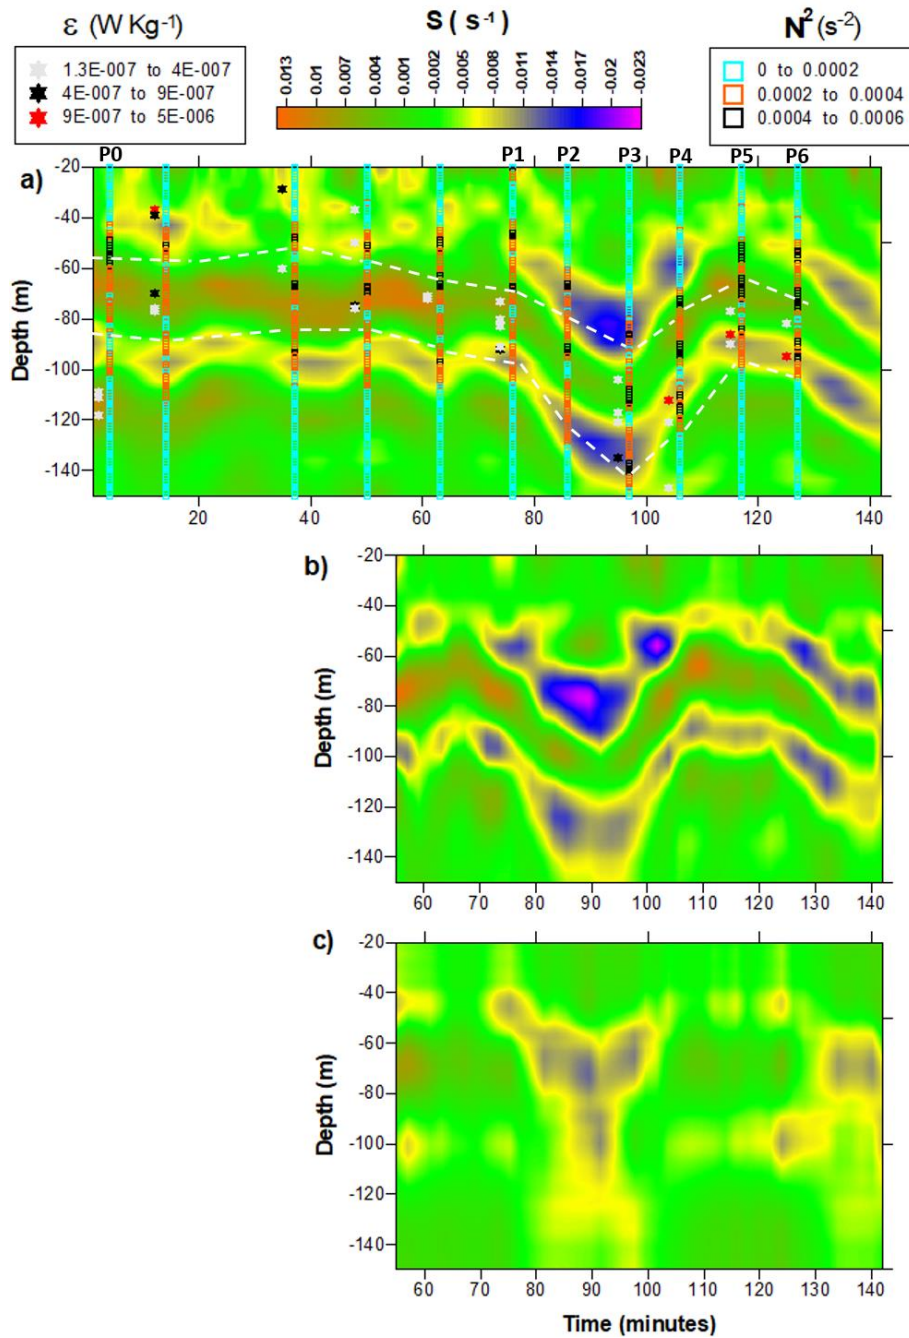 ε (W Kg-1)
1.3E-007 to 4E-007
4E-007 to 9E-007
9E-007 to 5E-006
S ( s-1)
0.013 0.01 0.007 0.004 0.001 -0.002 -0.005 -0.008 -0.011 -0.014 -0.017 -0.02 -0.023
N2 (s-2)
0 to 0.0002
0.0002 to 0.0004
0.0004 to 0.0006
P0 P1 P2 P3 P4 P5 P6
a)
-20
-40
-60
-80
-100
-120
-140
Depth (m)
20 40 60 80 100 120 140
b)
-20
-40
-60
-80
-100
-120
-140
Depth (m)
60 70 80 90 100 110 120 130 140
c)
-20
-40
-60
-80
-100
-120
-140
Depth (m)
60 70 80 90 100 110 120 130 140
Time (minutes)